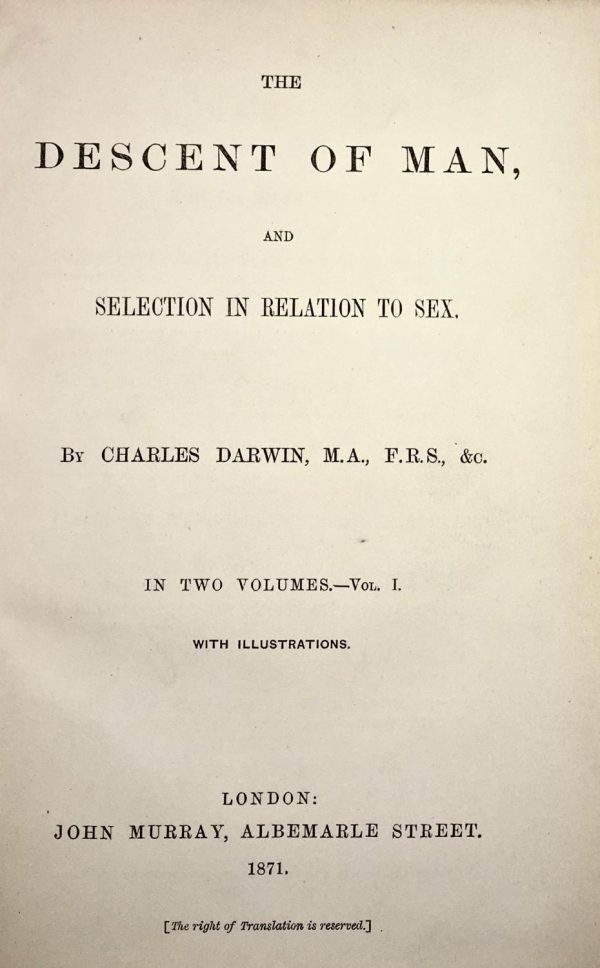 THE
DESCENT OF MAN,
AND
SELECTION IN RELATION TO SEX.
By CHARLES DARWIN, M.A., F.R.S., &c.
IN TWO VOLUMES.—Vol. I.
WITH ILLUSTRATIONS.
LONDON:
JOHN MURRAY, ALBEMARLE STREET.
1871.
[The right of Translation is reserved.]